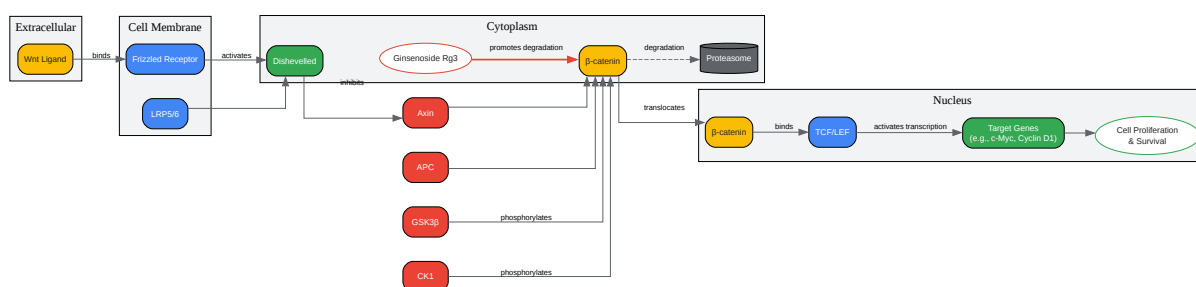 Extracellular
Wnt Ligand
binds
Cell Membrane
Frizzled Receptor
LRP5/6
activates
Cytoplasm
Dishevelled
inhibits
Ginsenoside Rg3
promotes degradation
β-catenin
degradation
Proteasome
Axin
APC
GSK3β
phosphorylates
CK1
phosphorylates
translocates
Nucleus
β-catenin
binds
TCF/LEF
activates transcription
Target Genes
(e.g., c-Myc, Cyclin D1)
Cell Proliferation
& Survival